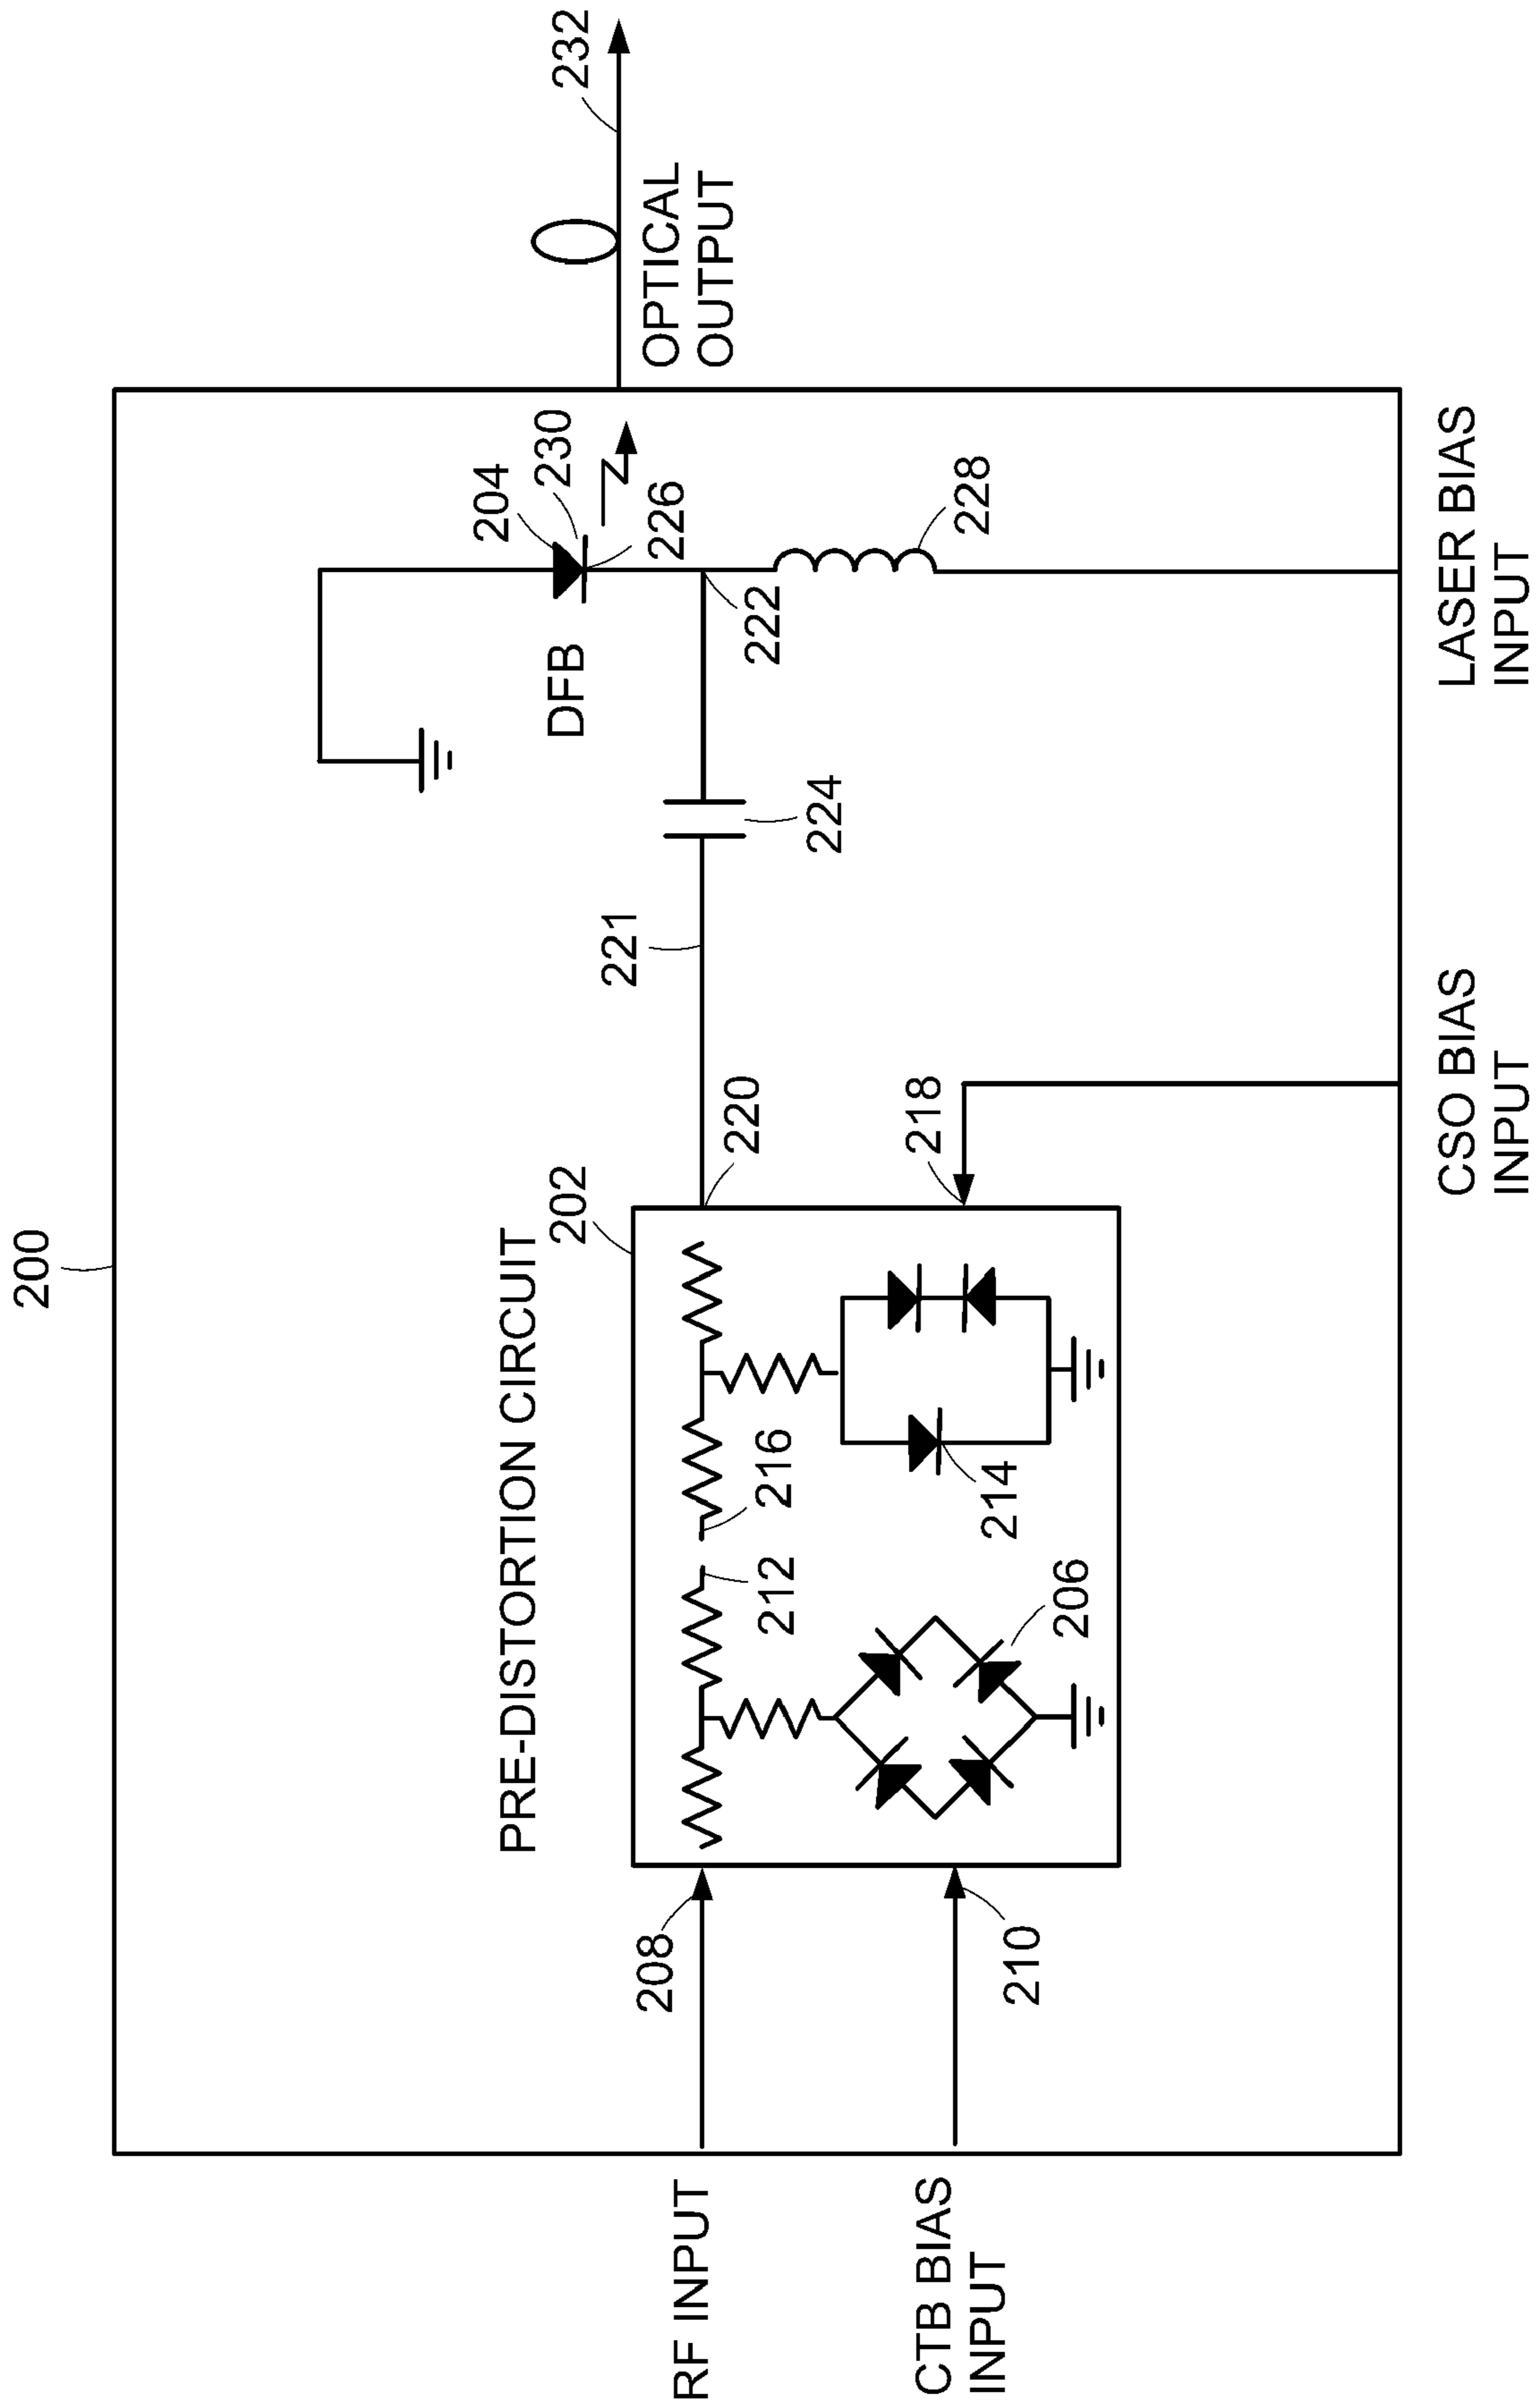 200
PRE-DISTORTION CIRCUIT
202
204
230
DFB
226
222
232
OPTICAL
OUTPUT
221
224
228
RF INPUT
208
212
216
220
CTB BIAS
INPUT
210
206
214
218
CSO BIAS
INPUT
LASER BIAS
INPUT